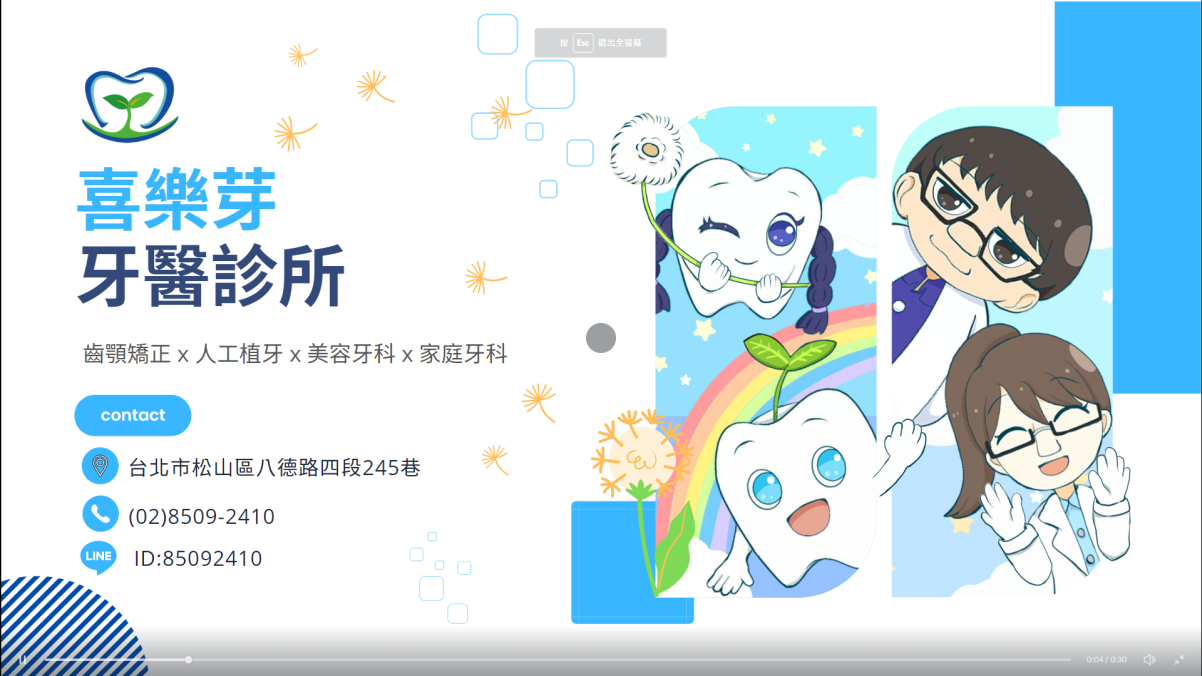 按 Esc 退出全螢幕
喜樂芽
牙醫診所
齒顎矯正 x 人工植牙 x 美容牙科 x 家庭牙科
contact
台北市松山區八德路四段245巷
(02)8509-2410
LINE ID:85092410
0:04 / 0:30